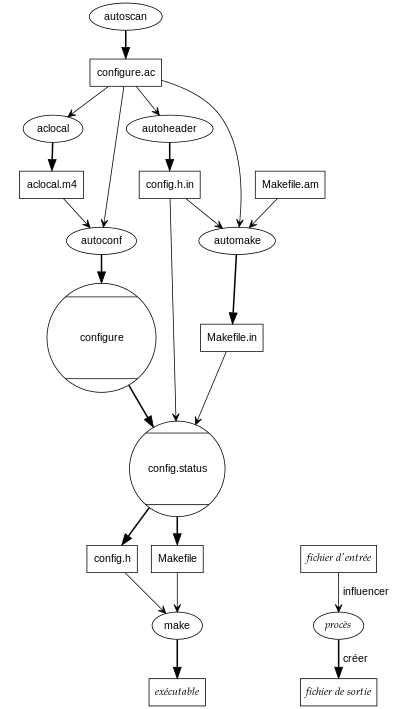 autoscan
configure.ac
aclocal
autoheader
aclocal.m4
config.h.in
Makefile.am
autoconf
automake
configure
Makefile.in
config.status
config.h
Makefile
fichier d'entrée
influencer
make
procès
créer
exécutable
fichier de sortie